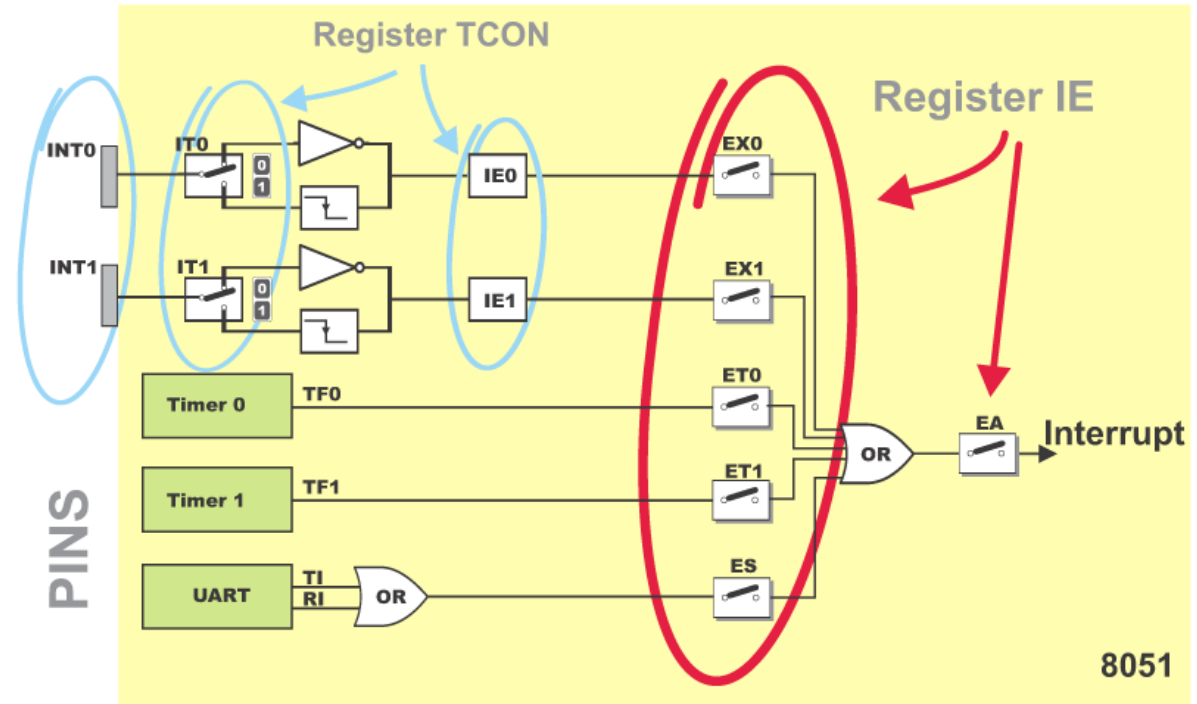 Register TCON
Register IE
INT0
IT0
0
1
IE0
EX0
INT1
IT1
0
1
IE1
EX1
Timer 0
TF0
ET0
OR
EA
Interrupt
Timer 1
TF1
ET1
PINS
UART
TI
RI
OR
ES
8051